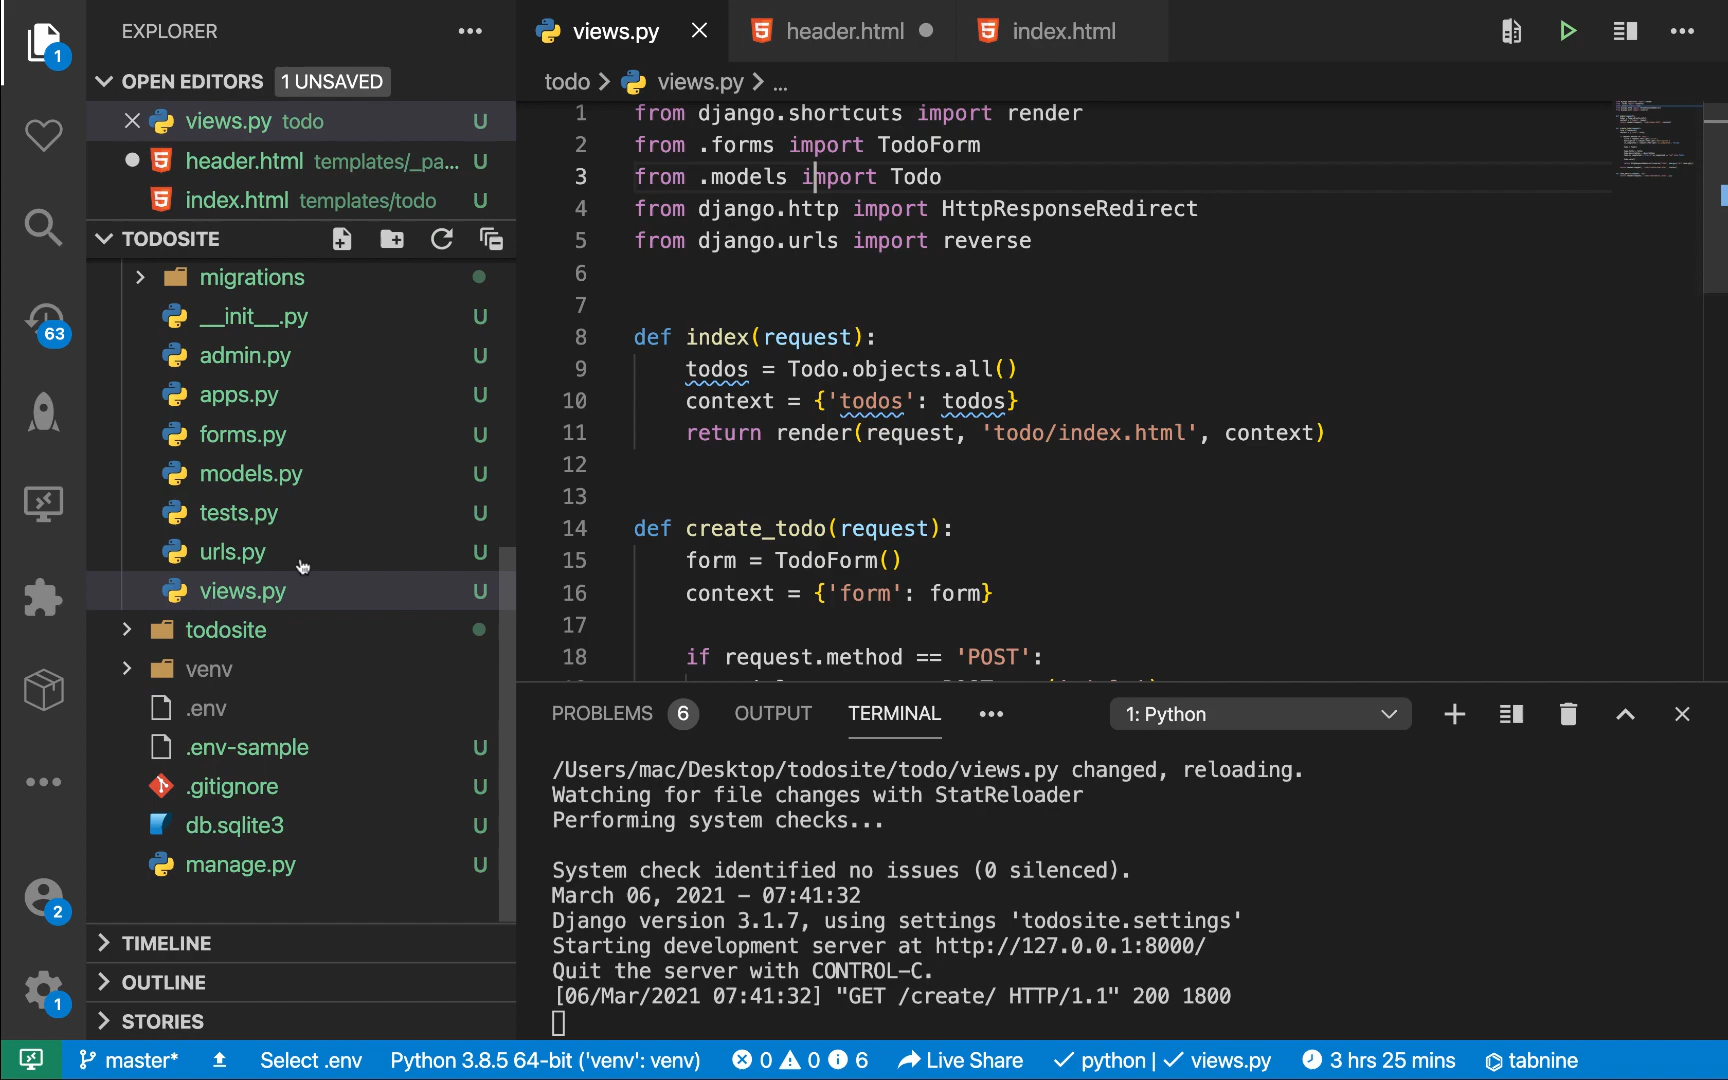 1
EXPLORER
OPEN EDITORS 1 UNSAVED
views.py todo U
header.html templates/_pa... U
index.html templates/todo U
TODOSITE
migrations
__init__.py U
admin.py U
apps.py U
forms.py U
models.py U
tests.py U
urls.py U
views.py U
todosite
venv
.env
.env-sample U
.gitignore U
db.sqlite3 U
manage.py U
TIMELINE
OUTLINE
STORIES
63
2
1
views.py header.html index.html
todo > views.py > ...
1 from django.shortcuts import render
2 from .forms import TodoForm
3 from .models import Todo
4 from django.http import HttpResponseRedirect
5 from django.urls import reverse
6
7
8 def index(request):
9 todos = Todo.objects.all()
10 context = {'todos': todos}
11 return render(request, 'todo/index.html', context)
12
13
14 def create_todo(request):
15 form = TodoForm()
16 context = {'form': form}
17
18 if request.method == 'POST':
PROBLEMS 6 OUTPUT TERMINAL 1: Python
/Users/mac/Desktop/todosite/todo/views.py changed, reloading.
Watching for file changes with StatReloader
Performing system checks...
System check identified no issues (0 silenced).
March 06, 2021 - 07:41:32
Django version 3.1.7, using settings 'todosite.settings'
Starting development server at http://127.0.0.1:8000/
Quit the server with CONTROL-C.
[06/Mar/2021 07:41:32] "GET /create/ HTTP/1.1" 200 1800
master* Select .env Python 3.8.5 64-bit ('venv': venv) 0 0 6 Live Share python | views.py 3 hrs 25 mins tabnine